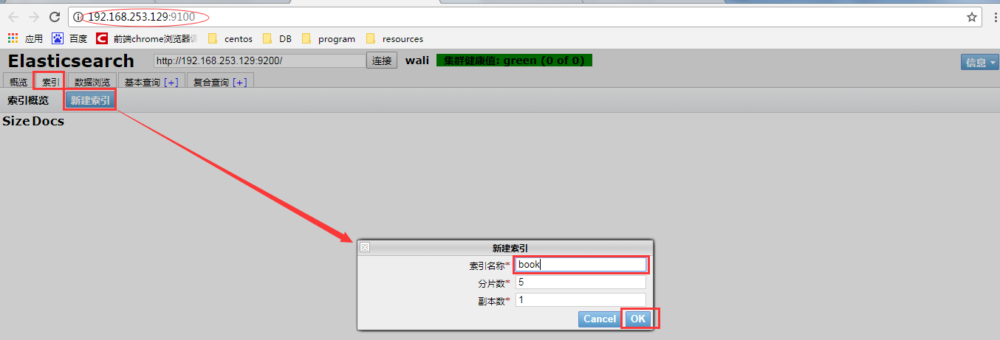 192.168.253.129:9100
应用 百度 前端chrome浏览器调 centos DB program resources
Elasticsearch http://192.168.253.129:9200/ 连接 wali 集群健康值: green (0 of 0) 信息
概览 索引 数据浏览 基本查询 [+] 复合查询 [+]
索引概览 新建索引
Size Docs
新建索引
索引名称* book
分片数* 5
副本数* 1
Cancel OK